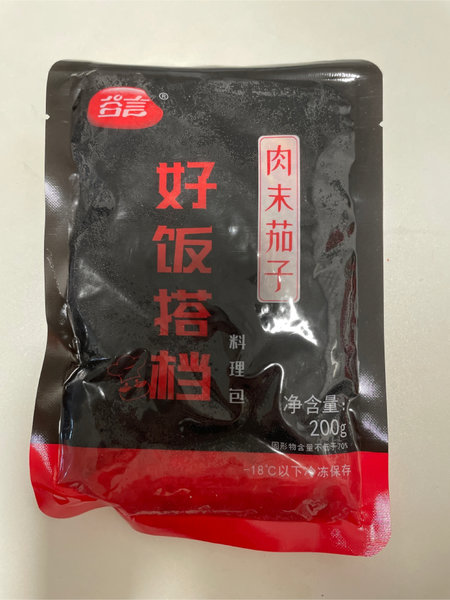 谷言®
肉末茄子
好饭搭档
料理包
净含量:
200g
固形物含量不低于70%
-18℃以下冷冻保存